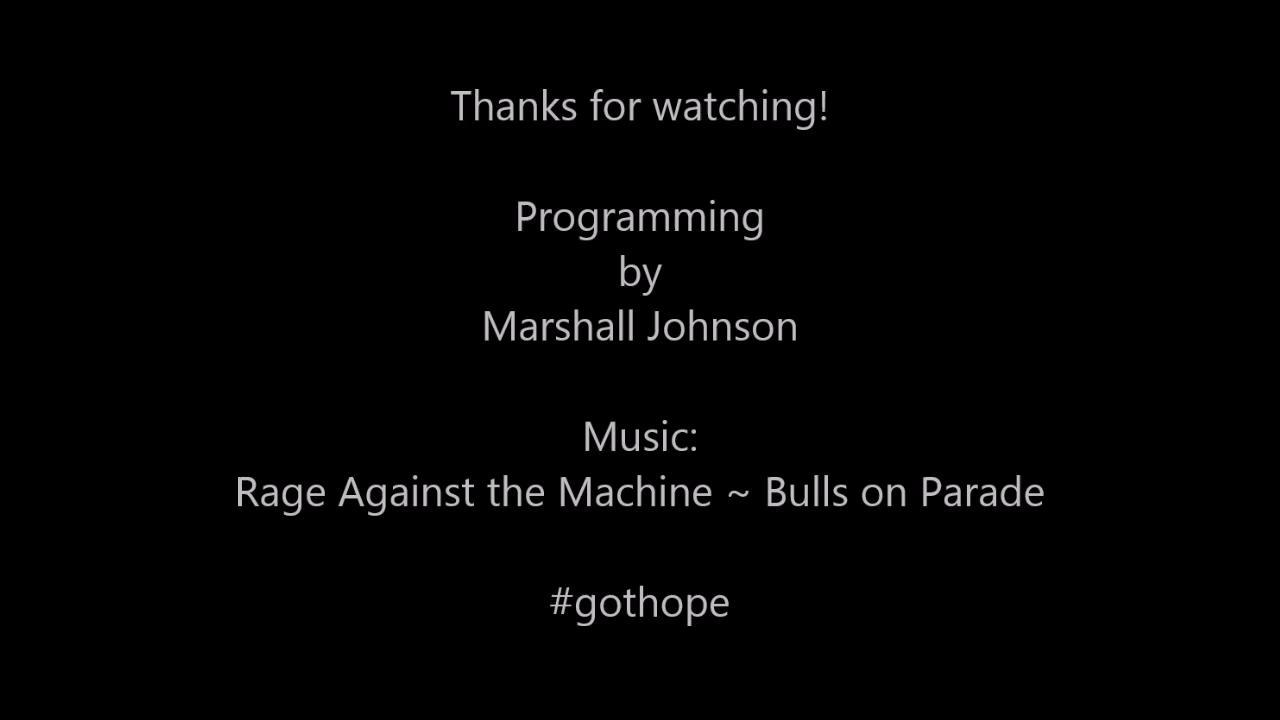 Thanks for watching!
Programming
by
Marshall Johnson
Music:
Rage Against the Machine ~ Bulls on Parade
#gothope